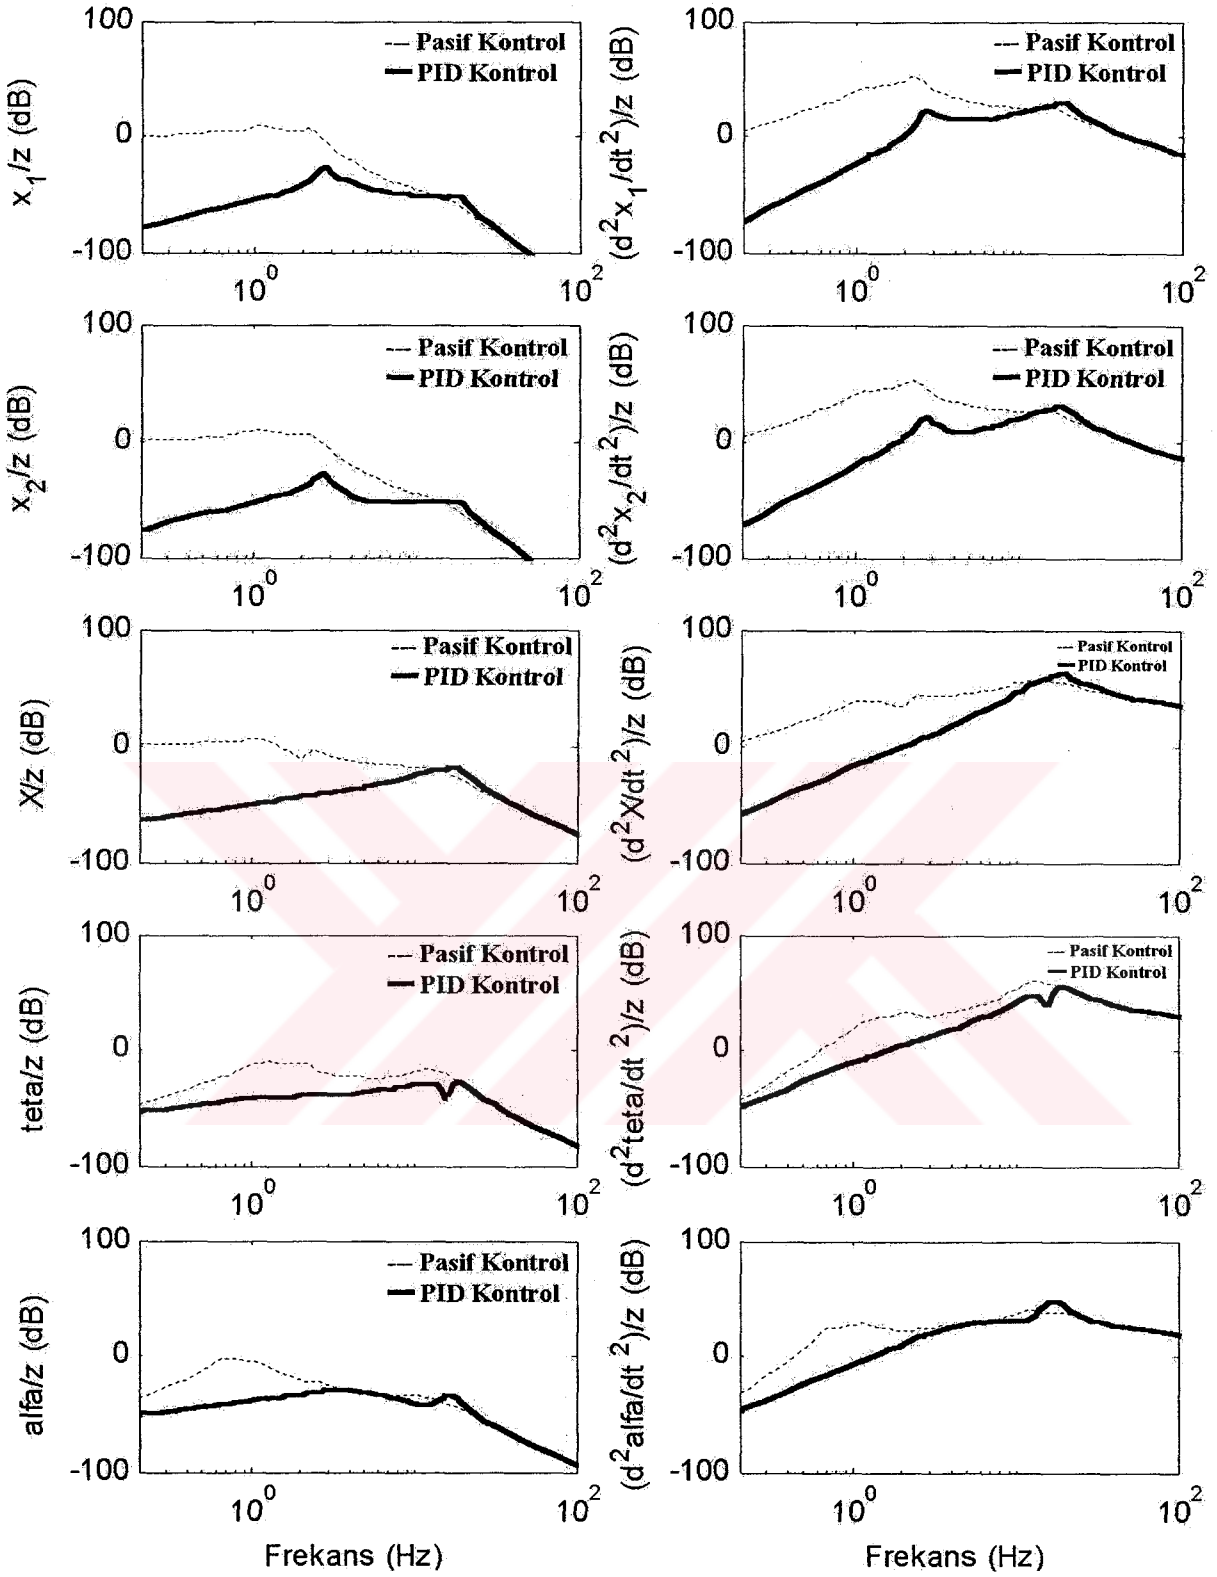 100
0
-100
x1/z (dB)
Pasif Kontrol
PID Kontrol
10^0
10^2
(d^2x1/dt^2)/z (dB)
Pasif Kontrol
PID Kontrol
100
0
-100
10^0
10^2
100
0
-100
x2/z (dB)
Pasif Kontrol
PID Kontrol
10^0
10^2
(d^2x2/dt^2)/z (dB)
Pasif Kontrol
PID Kontrol
100
0
-100
10^0
10^2
100
0
-100
X/z (dB)
Pasif Kontrol
PID Kontrol
10^0
10^2
(d^2X/dt^2)/z (dB)
Pasif Kontrol
PID Kontrol
100
0
-100
10^0
10^2
100
0
-100
teta/z (dB)
Pasif Kontrol
PID Kontrol
10^0
10^2
(d^2teta/dt^2)/z (dB)
Pasif Kontrol
PID Kontrol
100
0
-100
10^0
10^2
100
0
-100
alfa/z (dB)
Pasif Kontrol
PID Kontrol
10^0
10^2
Frekans (Hz)
(d^2alfa/dt^2)/z (dB)
100
0
-100
10^0
10^2
Frekans (Hz)